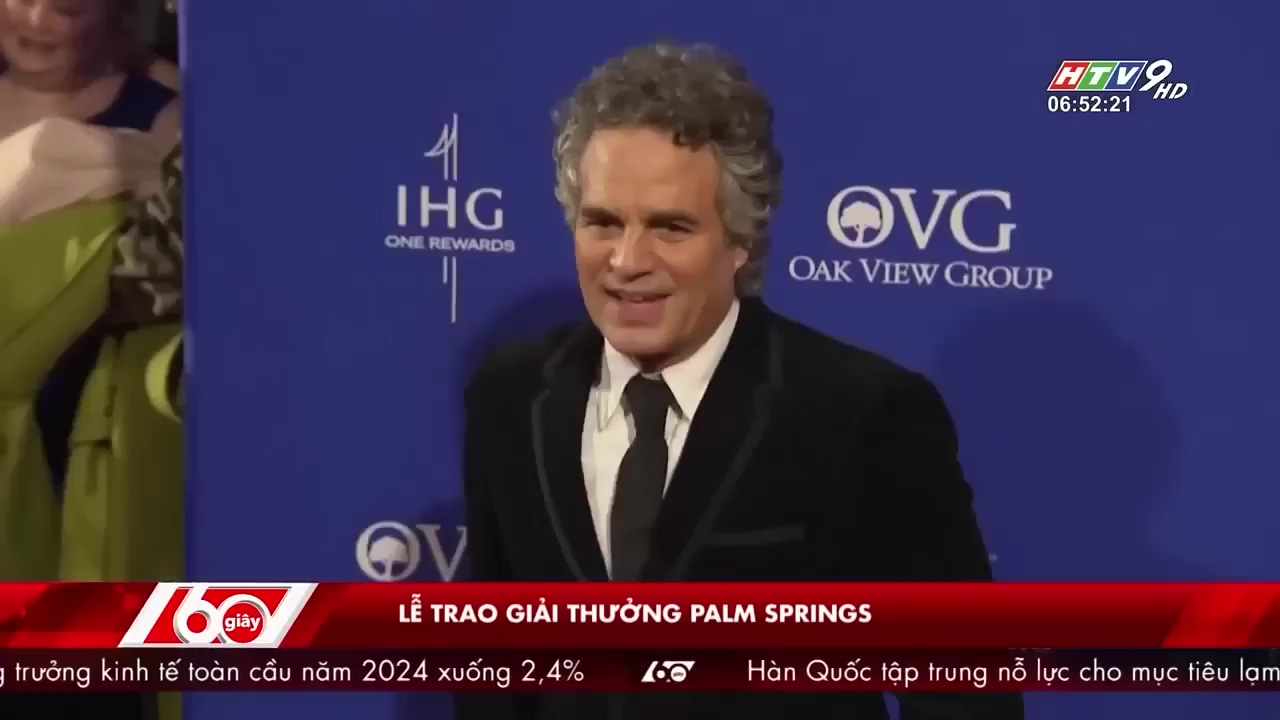 HTV9 HD
06:52:21
IHG
ONE REWARDS
OVG
OAK VIEW GROUP
OV
60 giây
LỄ TRAO GIẢI THƯỞNG PALM SPRINGS
g trưởng kinh tế toàn cầu năm 2024 xuống 2,4%
60
Hàn Quốc tập trung nỗ lực cho mục tiêu lạm